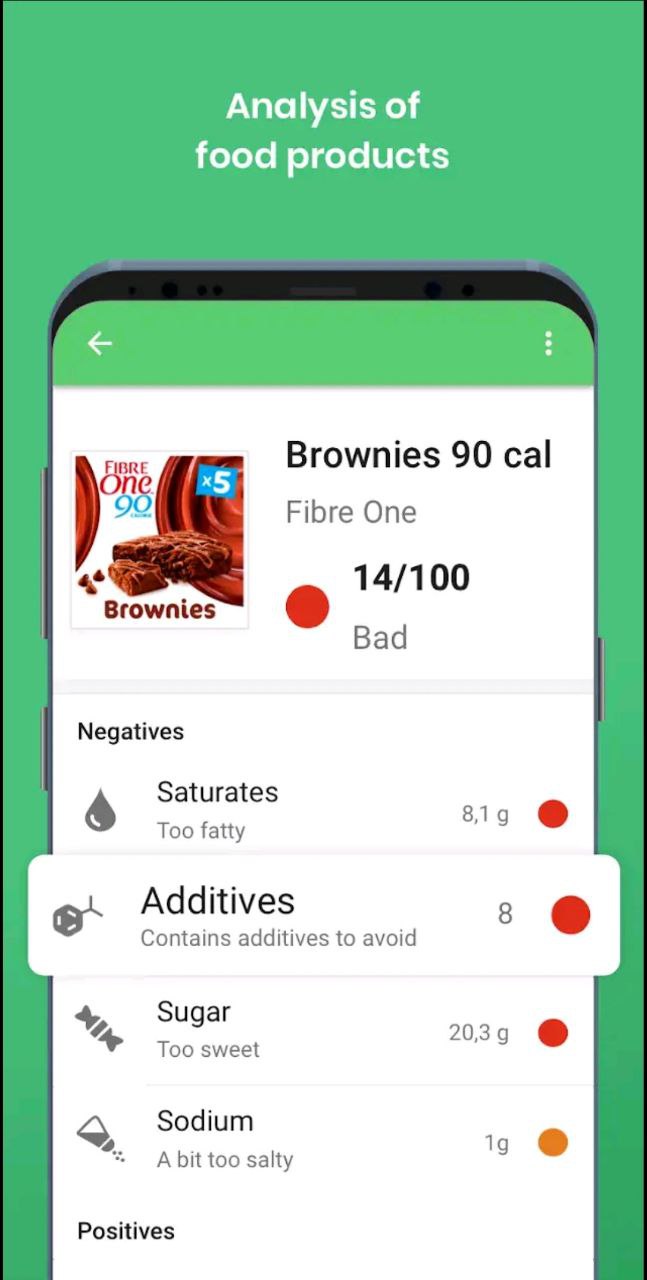 Analysis of
food products
Brownies 90 cal
Fibre One
14/100
Bad
FIBRE
One
90
CALORIE
x5
Brownies
Negatives
Saturates
Too fatty
8,1 g
Additives
Contains additives to avoid
8
Sugar
Too sweet
20,3 g
Sodium
A bit too salty
1g
Positives